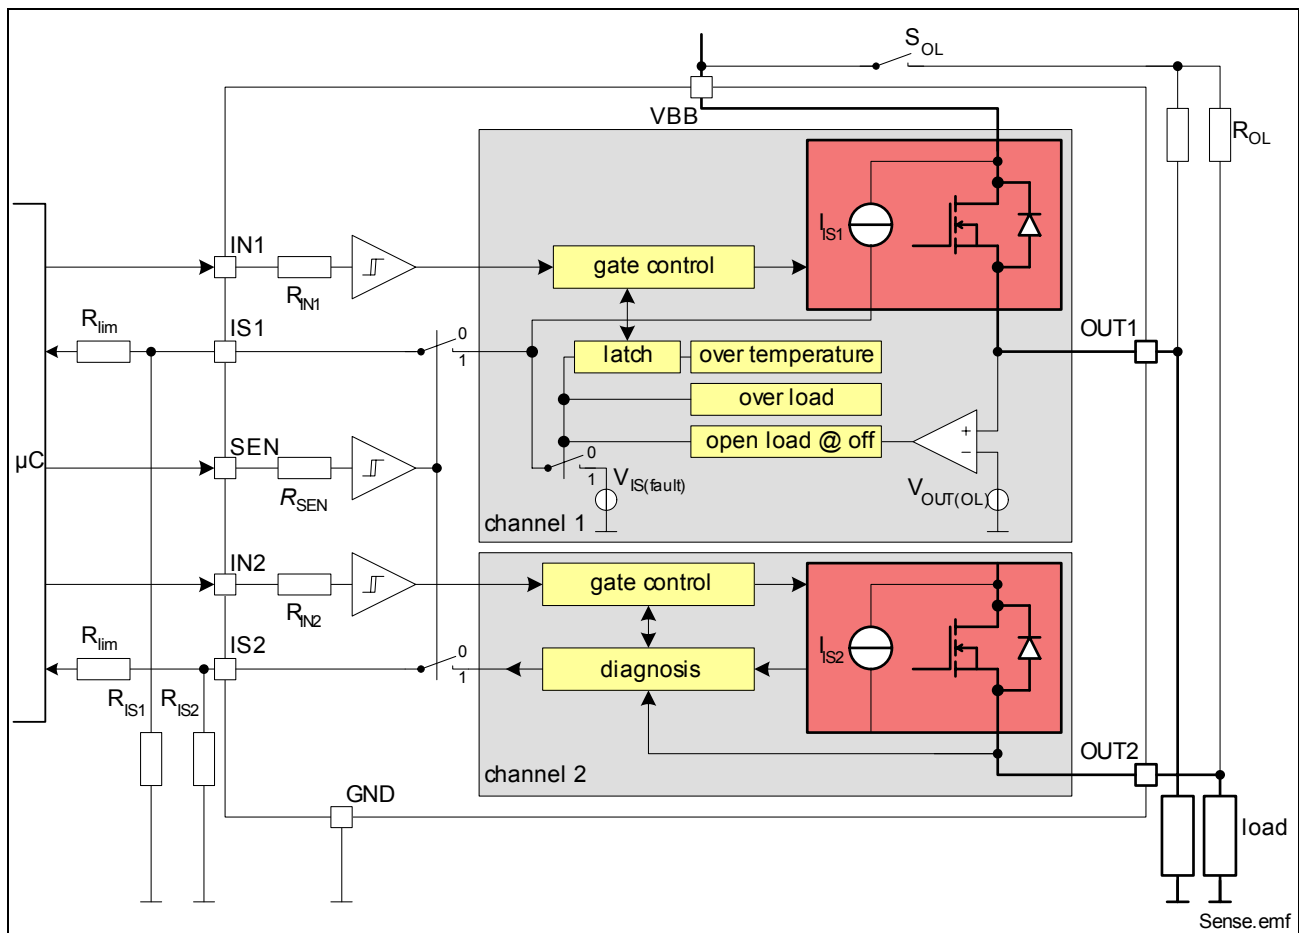 S_OL
VBB
R_OL
IN1
R_IN1
gate control
I_IS1
R_lim
IS1
0
1
latch
over temperature
OUT1
over load
open load @ off
+
−
µC
SEN
R_SEN
0
1
V_IS(fault)
V_OUT(OL)
channel 1
IN2
R_IN2
gate control
I_IS2
R_lim
IS2
0
1
diagnosis
R_IS1
R_IS2
channel 2
OUT2
GND
load
Sense.emf